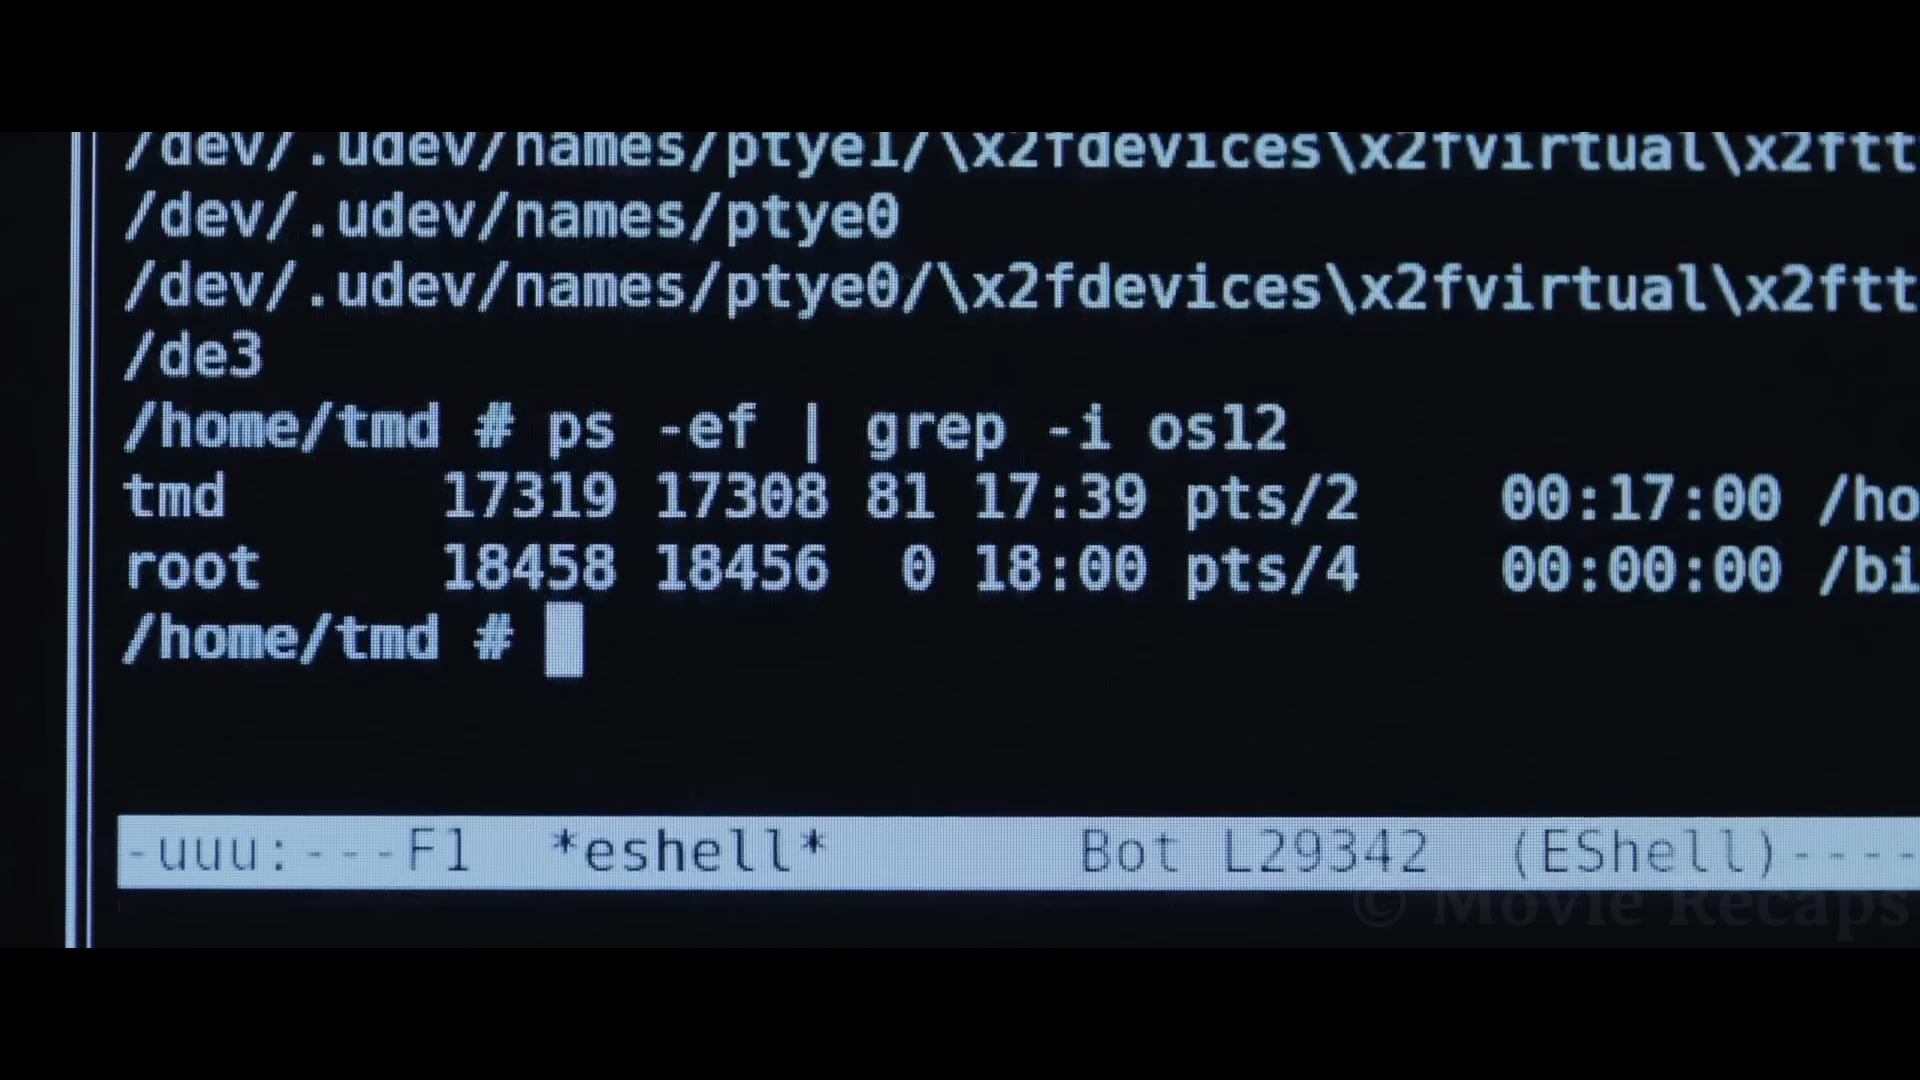 /dev/.udev/names/ptye1/\x2fdevices\x2fvirtual\x2ftt
/dev/.udev/names/ptye0
/dev/.udev/names/ptye0/\x2fdevices\x2fvirtual\x2ftt
/de3
/home/tmd # ps -ef | grep -i os12
tmd      17319 17308 81 17:39 pts/2    00:17:00 /ho
root     18458 18456  0 18:00 pts/4    00:00:00 /bi
/home/tmd #
-uuu:---F1  *eshell*       Bot L29342  (EShell)----
© Movie Recaps